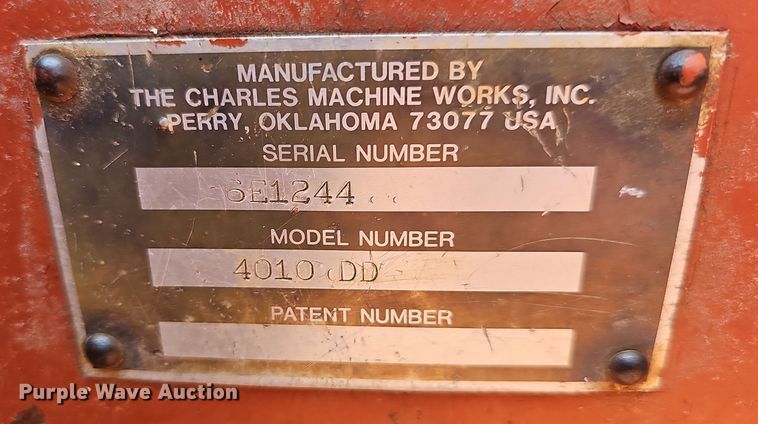 MANUFACTURED BY
THE CHARLES MACHINE WORKS, INC.
PERRY, OKLAHOMA 73077 USA
SERIAL NUMBER
6E1244
MODEL NUMBER
4010 DD
PATENT NUMBER
Purple Wave Auction